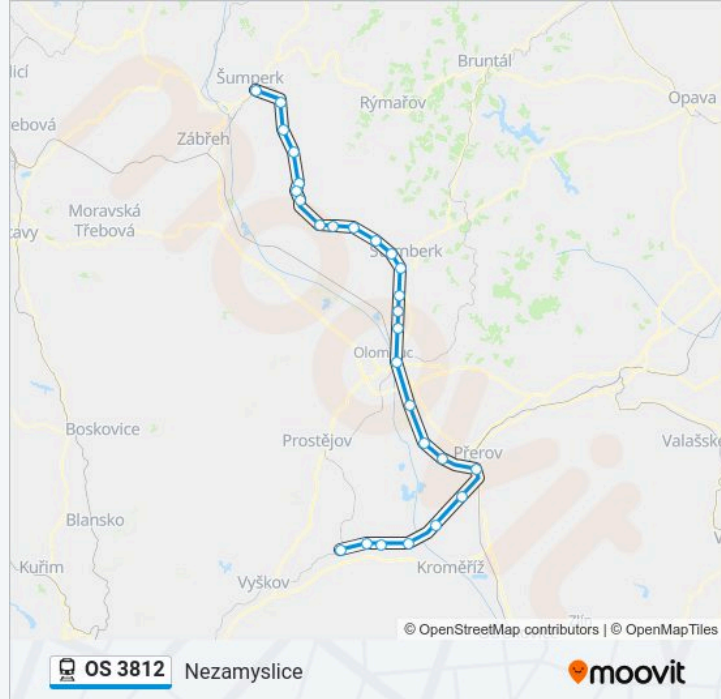 Bruntál
Šumperk
Opava
Rýmařov
Zábřeh
Moravská
Třebová
Olomouc
Boskovice
Prostějov
Přerov
Blansko
Kuřim
Vyškov
Kroměříž
© OpenStreetMap contributors | © OpenMapTiles
OS 3812 Nezamyslice
moovit